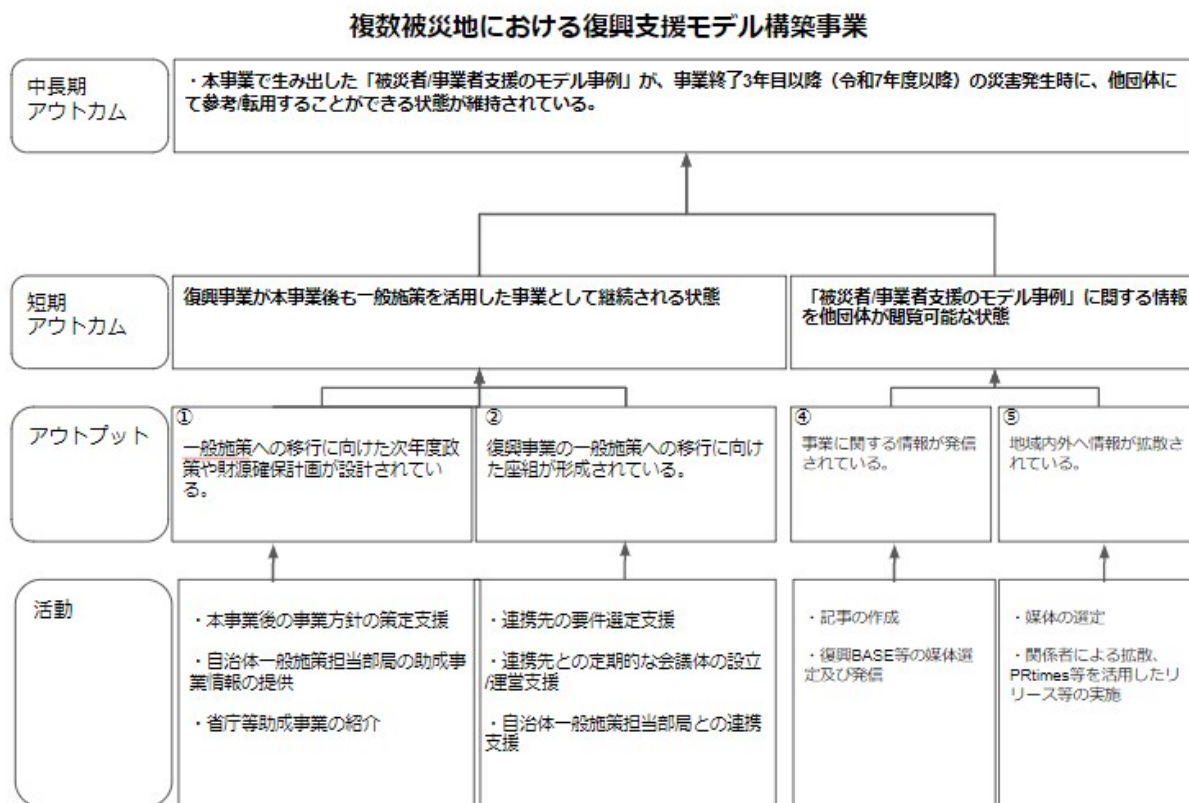 複数被災地における復興支援モデル構築事業
中長期
アウトカム
・本事業で生み出した「被災者/事業者支援のモデル事例」が、事業終了3年目以降（令和7年度以降）の災害発生時に、他団体に
て参考/転用することができる状態が維持されている。
短期
アウトカム
復興事業が本事業後も一般施策を活用した事業として継続される状態
「被災者/事業者支援のモデル事例」に関する情報
を他団体が閲覧可能な状態
アウトプット
①
一般施策への移行に向けた次年度政
策や財源確保計画が設計されてい
る。
②
復興事業の一般施策への移行に向け
た座組が形成されている。
④
事業に関する情報が発信
されている。
⑤
地域内外へ情報が拡散さ
れている。
活動
・本事業後の事業方針の策定支援
・自治体一般施策担当部局の助成事
業情報の提供
・省庁等助成事業の紹介
・連携先の要件選定支援
・連携先との定期的な会議体の設立
/運営支援
・自治体一般施策担当部局との連携
支援
・記事の作成
・復興BASE等の媒体選
定及び発信
・媒体の選定
・関係者による拡散、
PRtimes等を活用したリ
リース等の実施